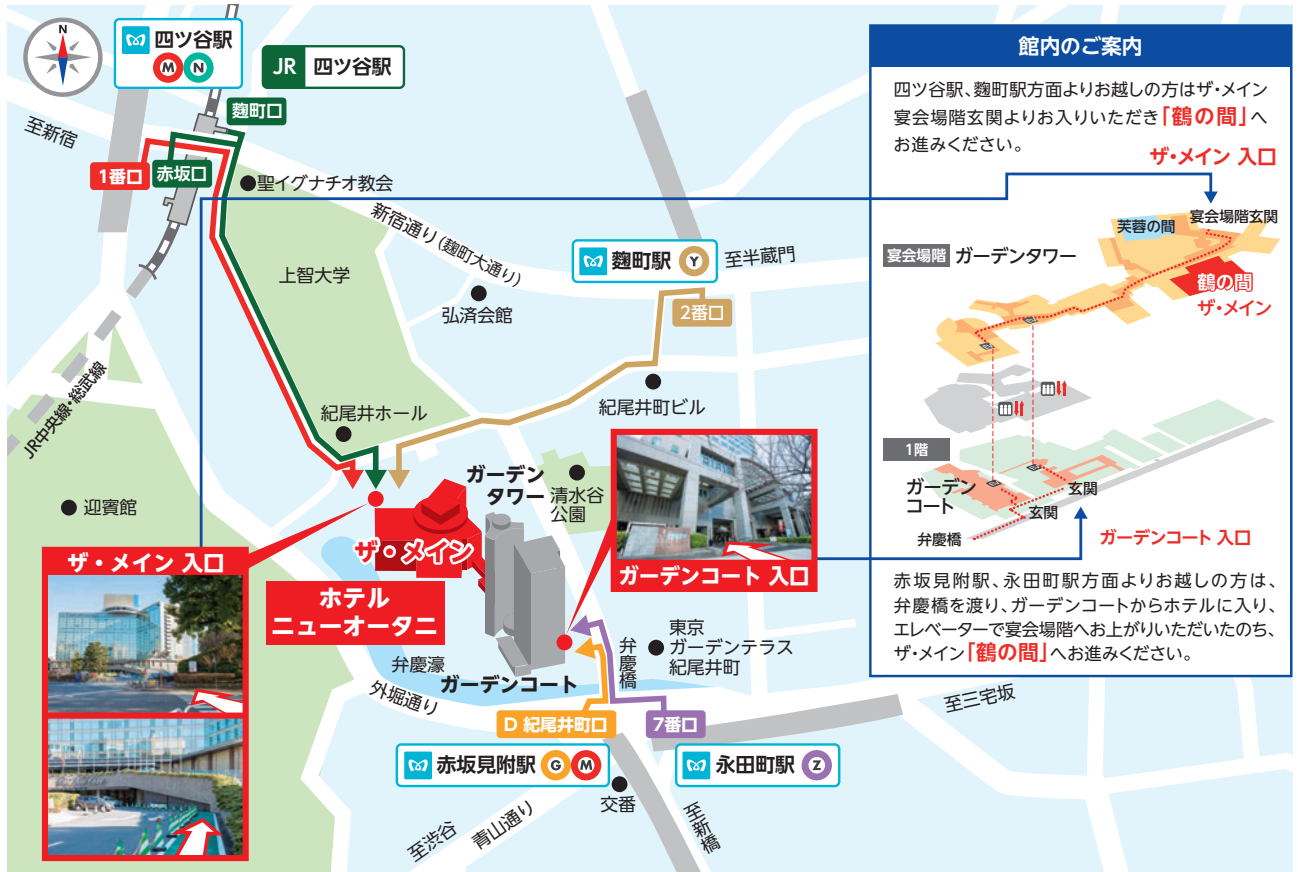 N
四ツ谷駅
M N
JR 四ツ谷駅
麴町口
至新宿
1番口
赤坂口
聖イグナチオ教会
新宿通り(麴町大通り)
上智大学
弘済会館
麴町駅 Y
至半蔵門
2番口
紀尾井町ビル
紀尾井ホール
JR中央線・総武線
迎賓館
ガーデン
タワー
清水谷
公園
ザ・メイン
ホテル
ニューオータニ
ザ・メイン 入口
ガーデンコート 入口
弁慶濠
外堀通り
ガーデンコート
弁慶橋
東京
ガーデンテラス
紀尾井町
D 紀尾井町口
7番口
赤坂見附駅 G M
永田町駅 Z
交番
至渋谷
青山通り
至新橋
至三宅坂
館内のご案内
四ツ谷駅、麴町駅方面よりお越しの方はザ・メイン
宴会場階玄関よりお入りいただき「鶴の間」へ
お進みください。
ザ・メイン 入口
宴会場階玄関
芙蓉の間
宴会場階 ガーデンタワー
鶴の間
ザ・メイン
1階
ガーデン
コート
玄関
玄関
弁慶橋
ガーデンコート 入口
赤坂見附駅、永田町駅方面よりお越しの方は、
弁慶橋を渡り、ガーデンコートからホテルに入り、
エレベーターで宴会場階へお上がりいただいたのち、
ザ・メイン「鶴の間」へお進みください。